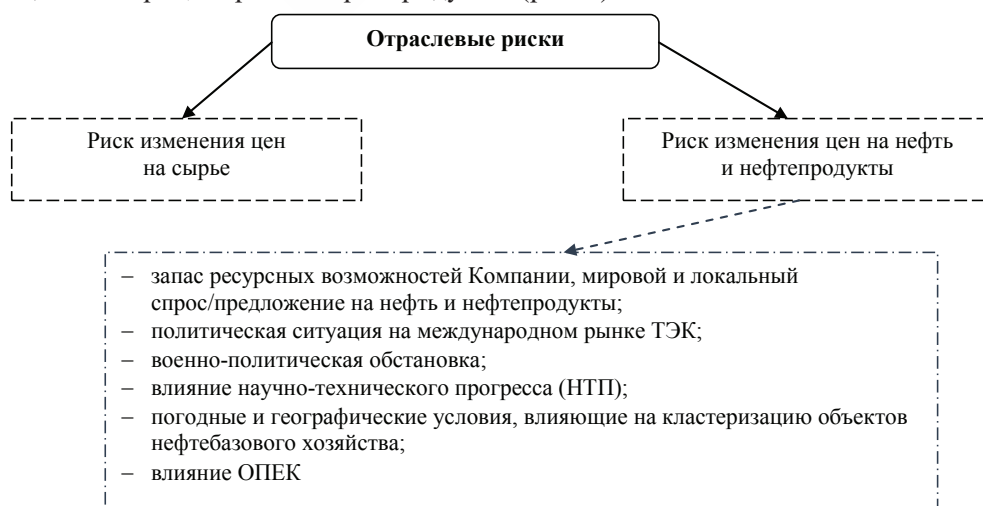 Отраслевые риски
Риск изменения цен
на сырье
Риск изменения цен на нефть
и нефтепродукты
– запас ресурсных возможностей Компании, мировой и локальный
спрос/предложение на нефть и нефтепродукты;
– политическая ситуация на международном рынке ТЭК;
– военно-политическая обстановка;
– влияние научно-технического прогресса (НТП);
– погодные и географические условия, влияющие на кластеризацию объектов
нефтебазового хозяйства;
– влияние ОПЕК